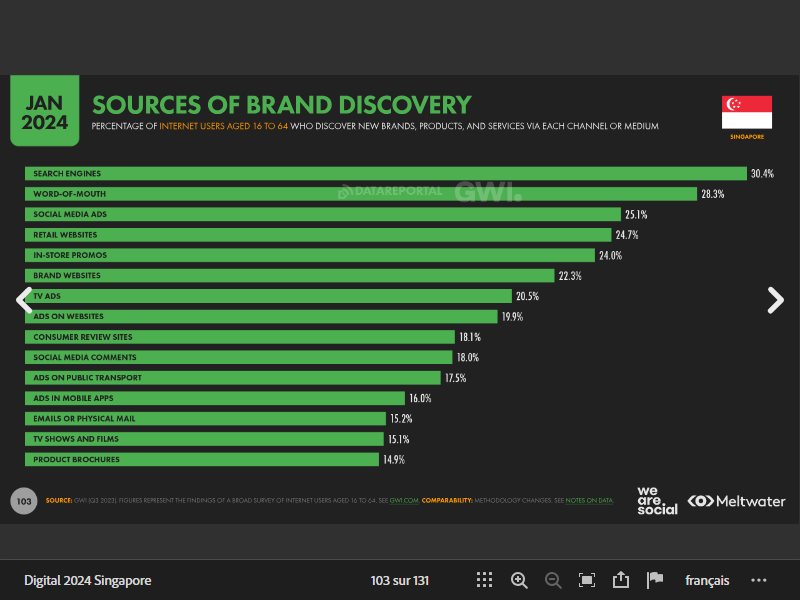 JAN
2024
SOURCES OF BRAND DISCOVERY
PERCENTAGE OF INTERNET USERS AGED 16 TO 64 WHO DISCOVER NEW BRANDS, PRODUCTS, AND SERVICES VIA EACH CHANNEL OR MEDIUM
SINGAPORE
SEARCH ENGINES 30.4%
WORD-OF-MOUTH 28.3%
DATAREPORTAL GWI.
SOCIAL MEDIA ADS 25.1%
RETAIL WEBSITES 24.7%
IN-STORE PROMOS 24.0%
BRAND WEBSITES 22.3%
TV ADS 20.5%
ADS ON WEBSITES 19.9%
CONSUMER REVIEW SITES 18.1%
SOCIAL MEDIA COMMENTS 18.0%
ADS ON PUBLIC TRANSPORT 17.5%
ADS IN MOBILE APPS 16.0%
EMAILS OR PHYSICAL MAIL 15.2%
TV SHOWS AND FILMS 15.1%
PRODUCT BROCHURES 14.9%
103 SOURCE: GWI (Q3 2023). FIGURES REPRESENT THE FINDINGS OF A BROAD SURVEY OF INTERNET USERS AGED 16 TO 64. SEE GWI.COM. COMPARABILITY: METHODOLOGY CHANGES. SEE NOTES ON DATA.
we
are.
social
Meltwater
Digital 2024 Singapore 103 sur 131 français